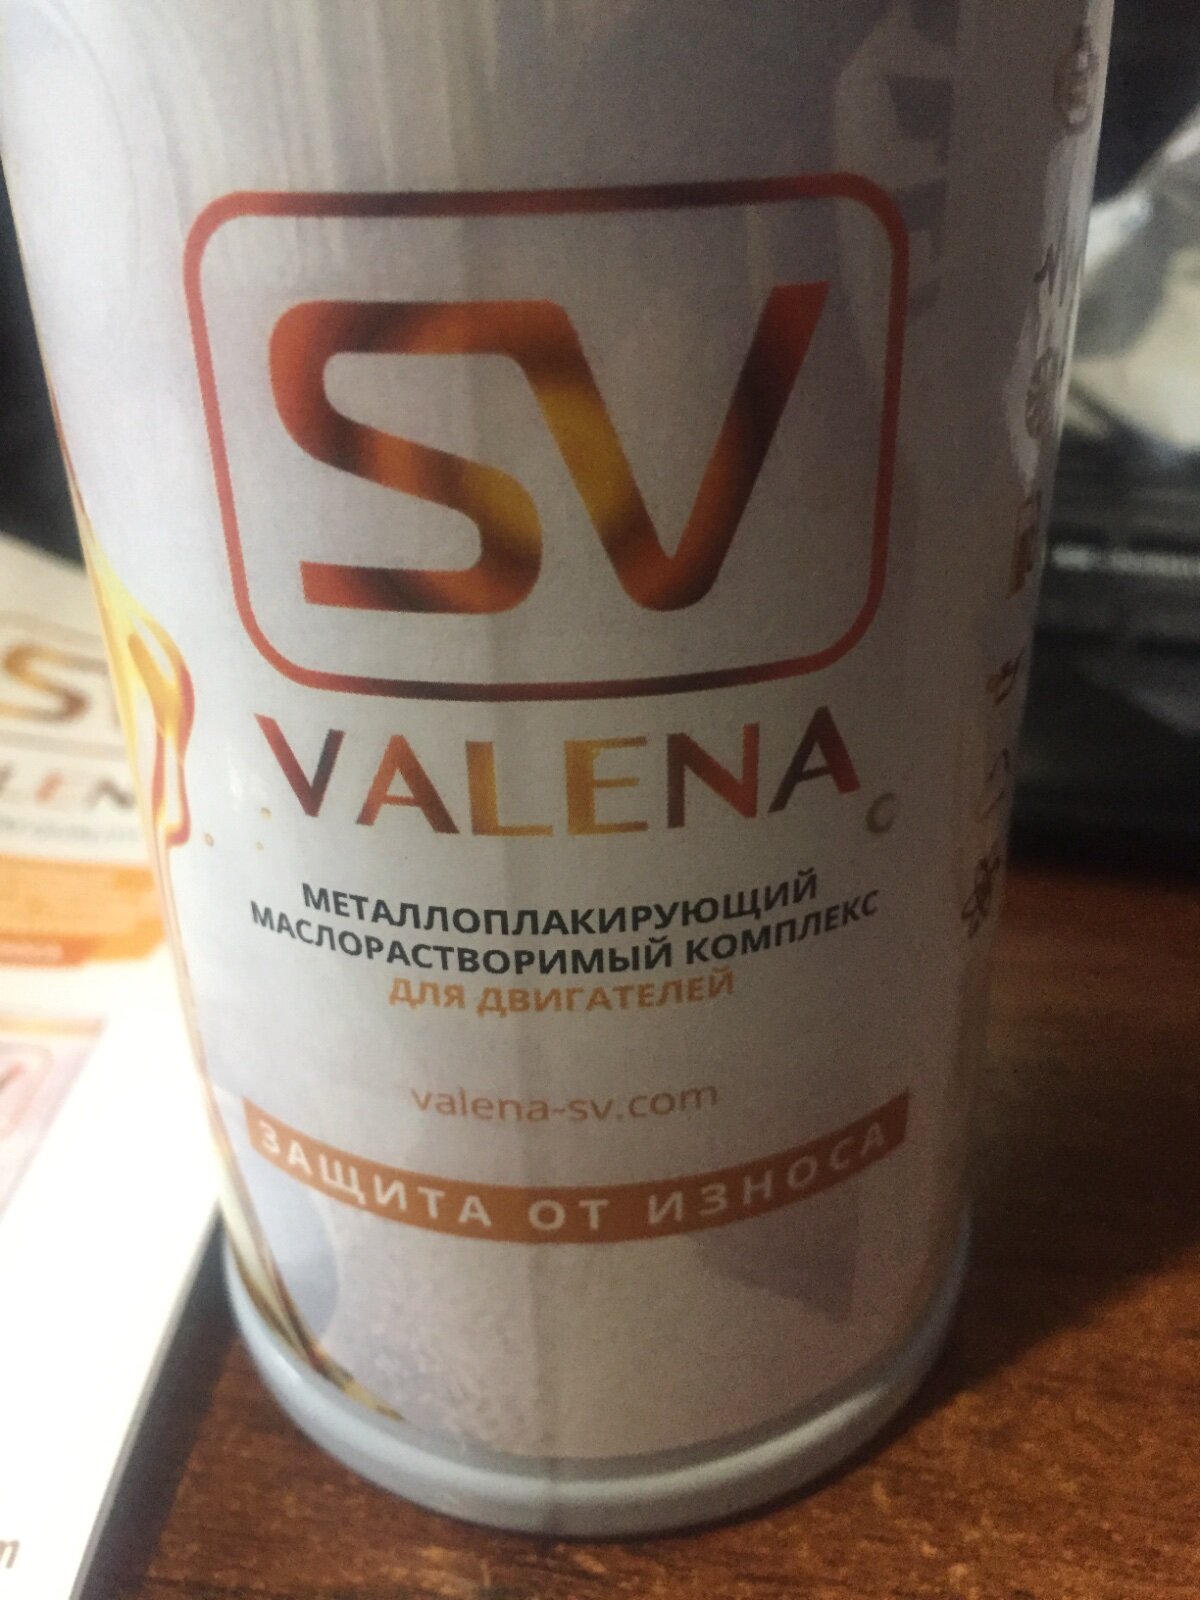 SV
VALENA
МЕТАЛЛОПЛАКИРУЮЩИЙ
МАСЛОРАСТВОРИМЫЙ КОМПЛЕКС
ДЛЯ ДВИГАТЕЛЕЙ
valena-sv.com
ЗАЩИТА ОТ ИЗНОСА